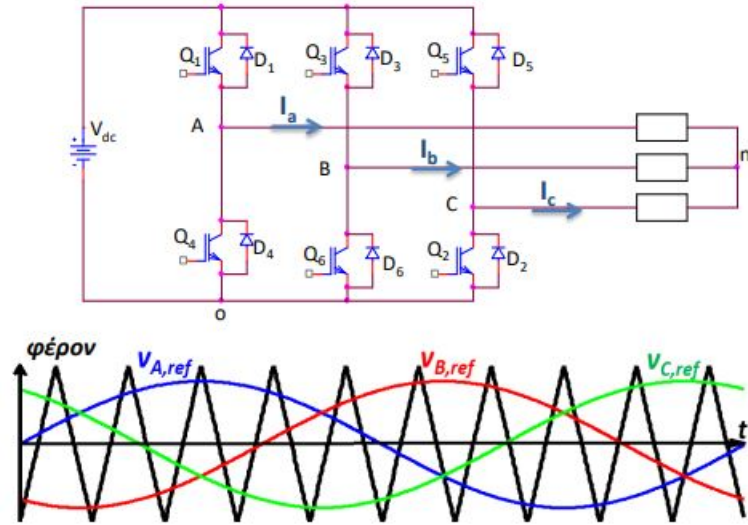 Q1 D1 Q3 D3 Q5 D5
Ia
A
Vdc + -
Ib
n
B
Ic
C
Q4 D4 Q6 D6 Q2 D2
o
φέρον vA,ref vB,ref vC,ref
t